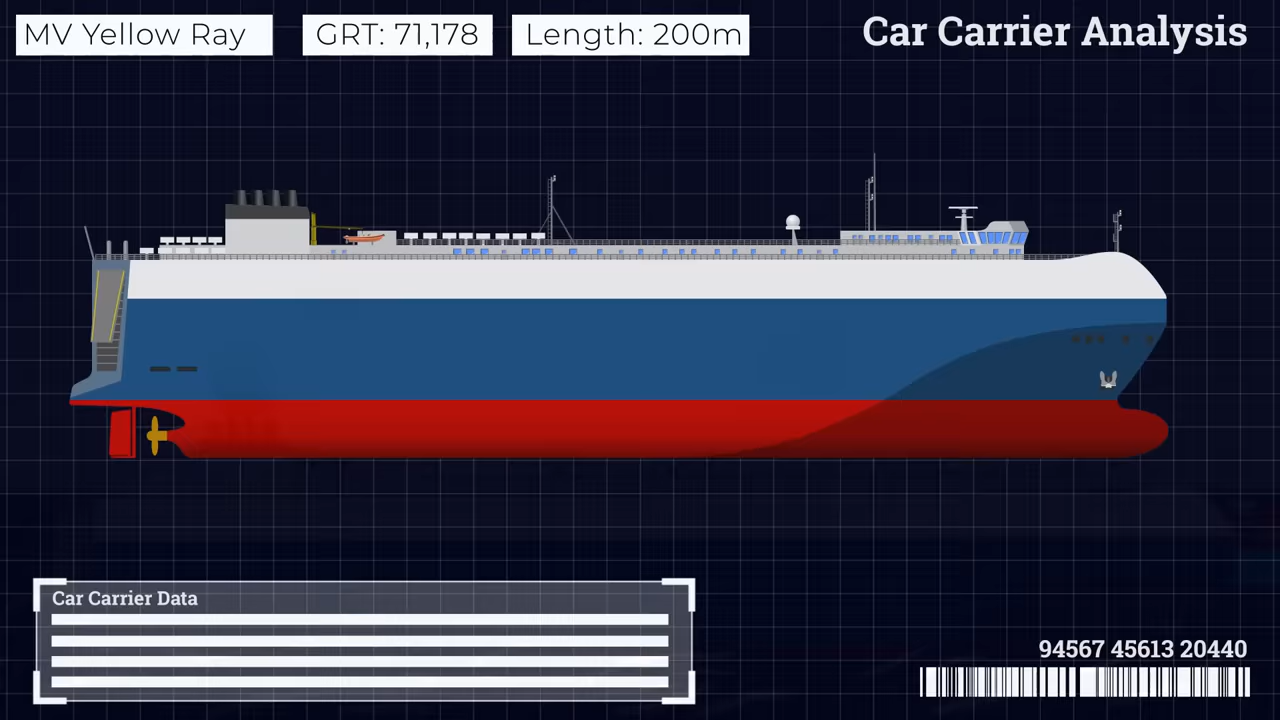 MV Yellow Ray
GRT: 71,178
Length: 200m
Car Carrier Analysis
Car Carrier Data
94567 45613 20440